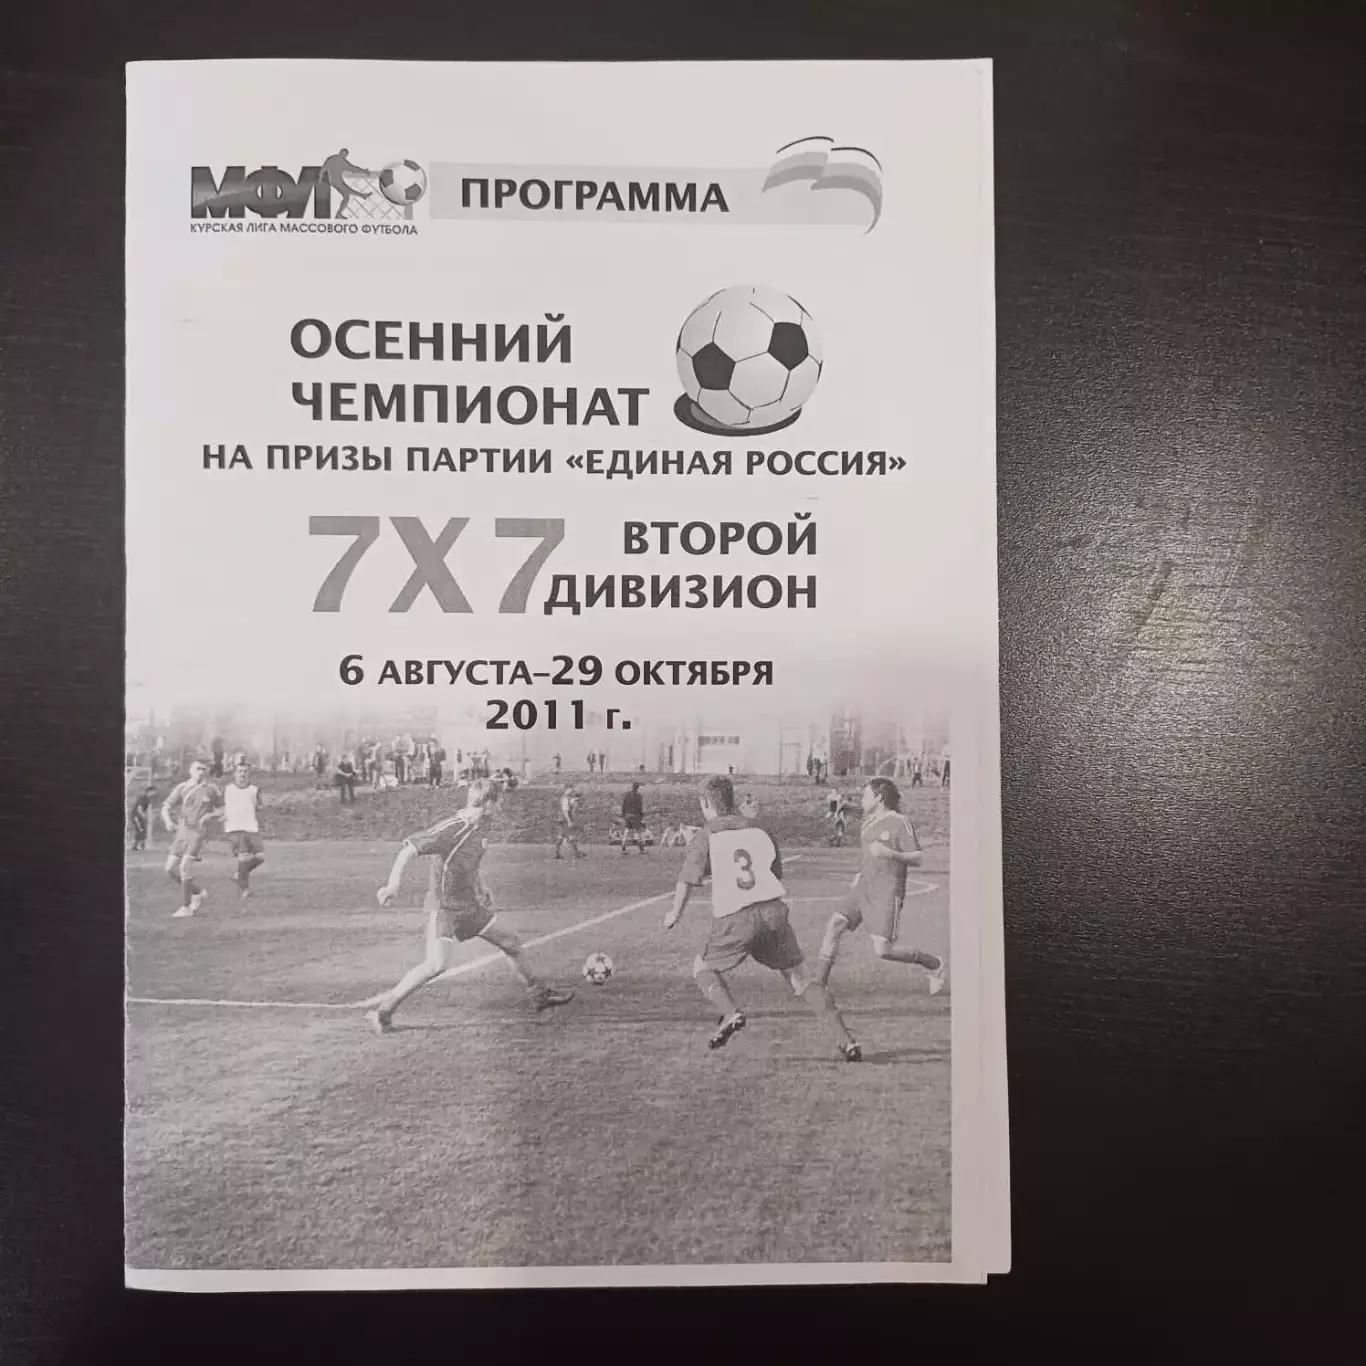 МФЛ
КУРСКАЯ ЛИГА МАССОВОГО ФУТБОЛА
ПРОГРАММА
ОСЕННИЙ
ЧЕМПИОНАТ
НА ПРИЗЫ ПАРТИИ «ЕДИНАЯ РОССИЯ»
7X7
ВТОРОЙ
ДИВИЗИОН
6 АВГУСТА–29 ОКТЯБРЯ
2011 г.
3